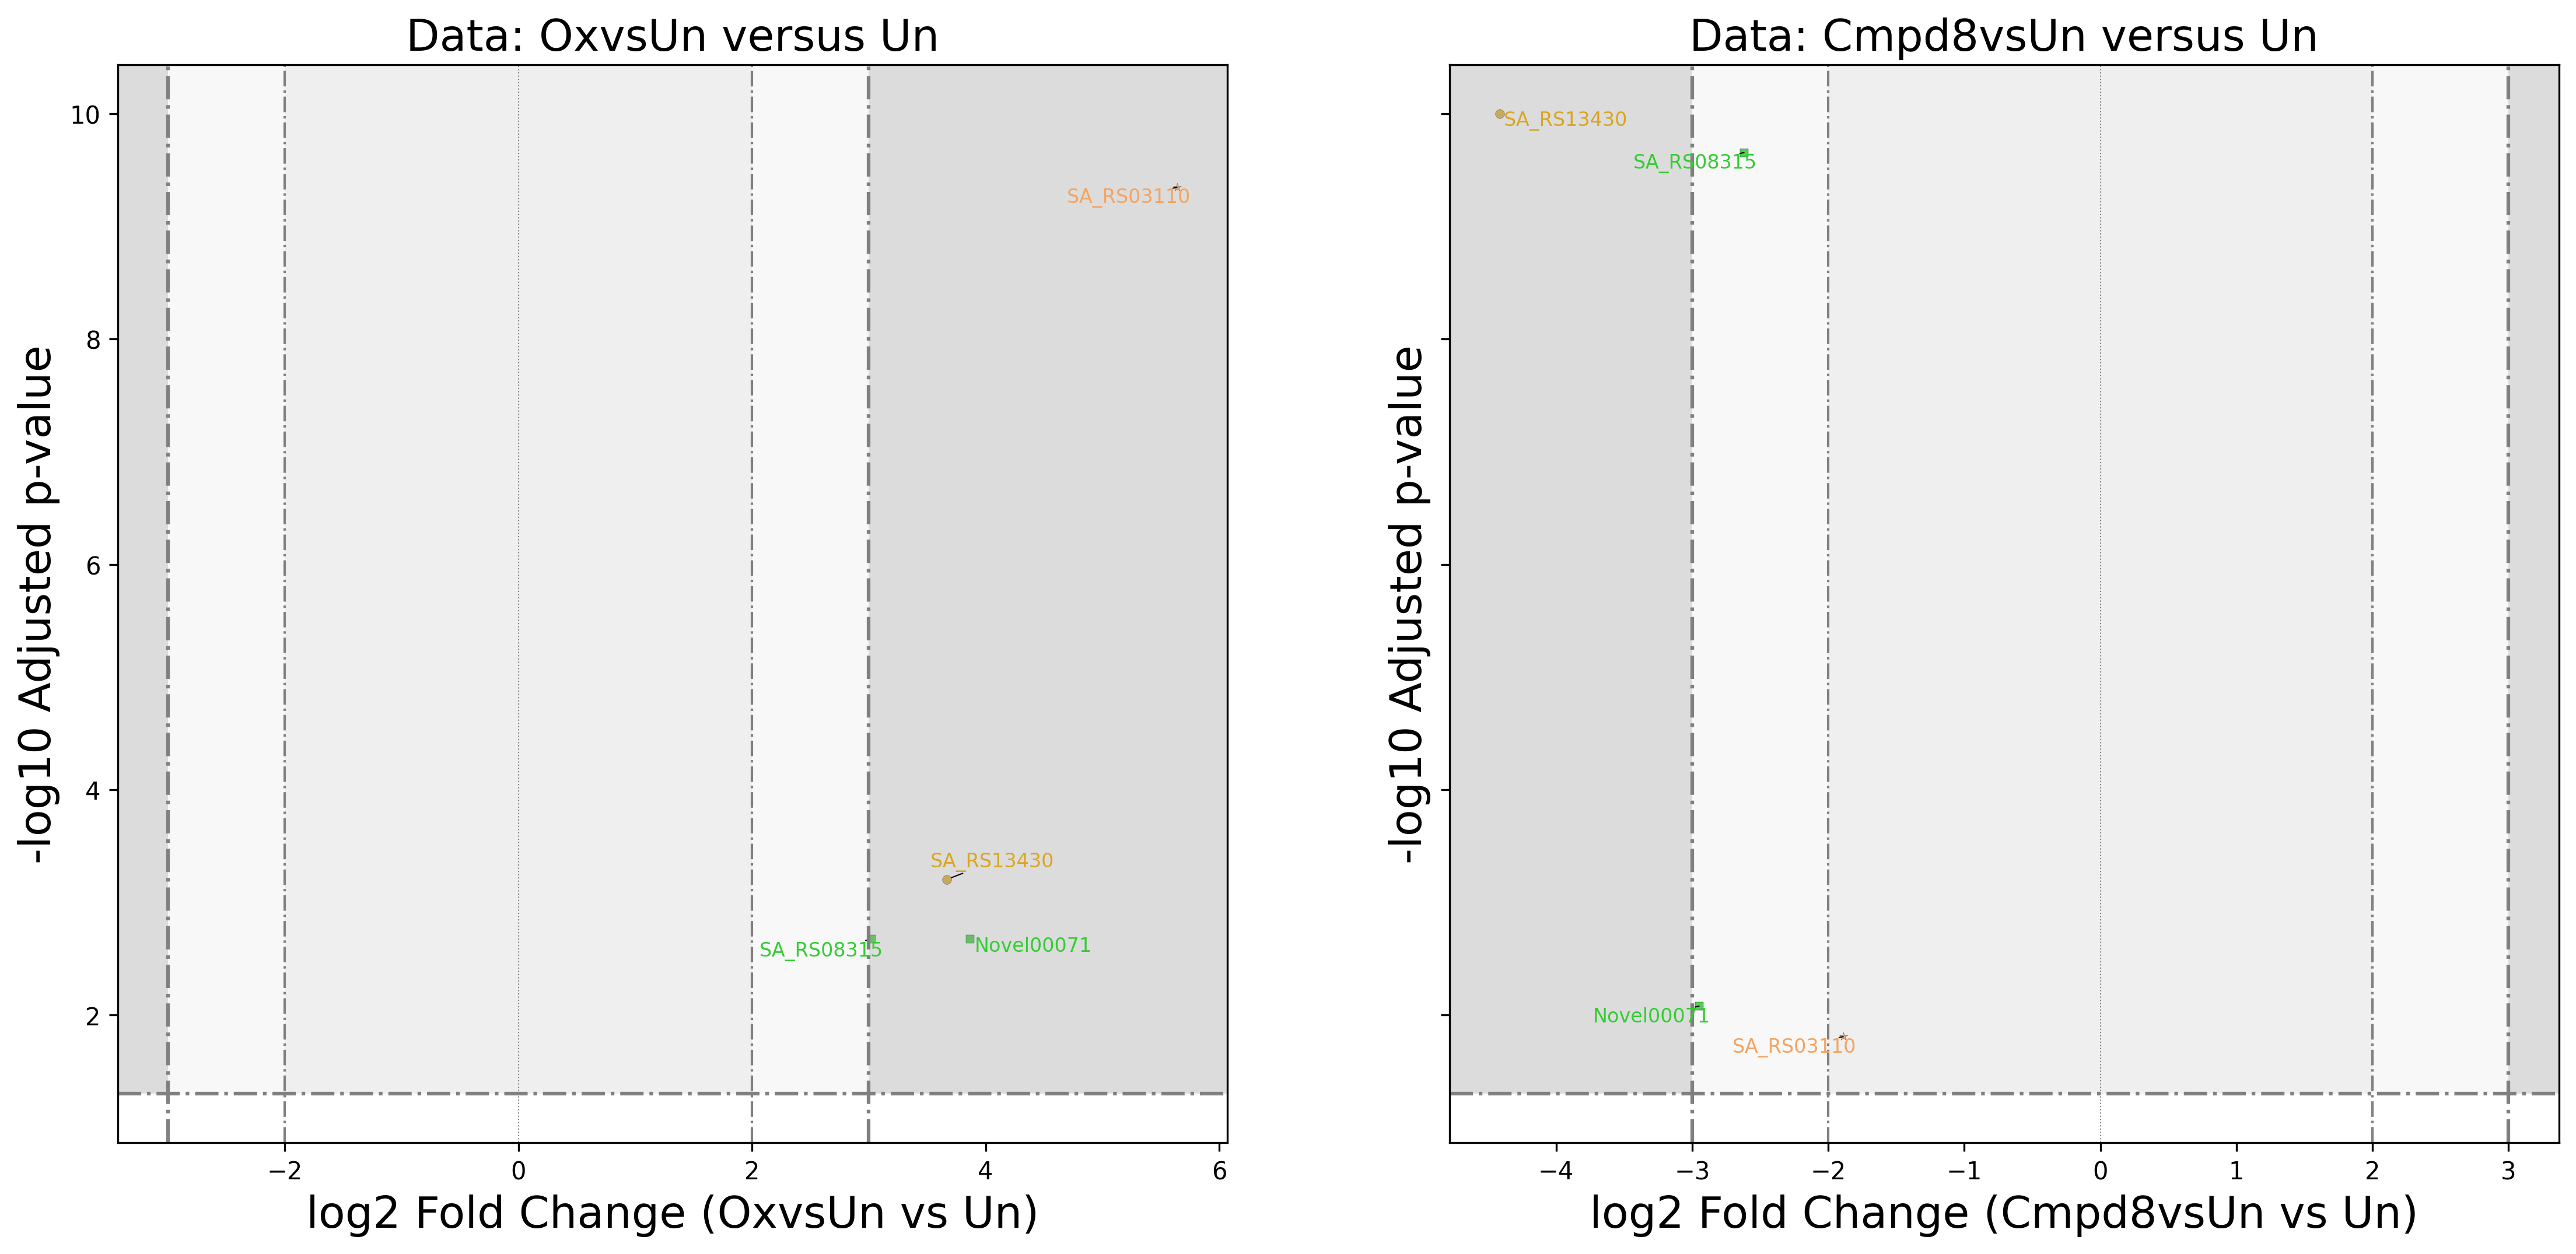 Data: OxvsUn versus Un
10
8
6
4
2
-log10 Adjusted p-value
SA_RS03110
SA_RS13430
SA_RS08315
Novel00071
−2
0
2
4
6
log2 Fold Change (OxvsUn vs Un)
Data: Cmpd8vsUn versus Un
-log10 Adjusted p-value
SA_RS13430
SA_RS08315
Novel00071
SA_RS03110
−4
−3
−2
−1
0
1
2
3
log2 Fold Change (Cmpd8vsUn vs Un)